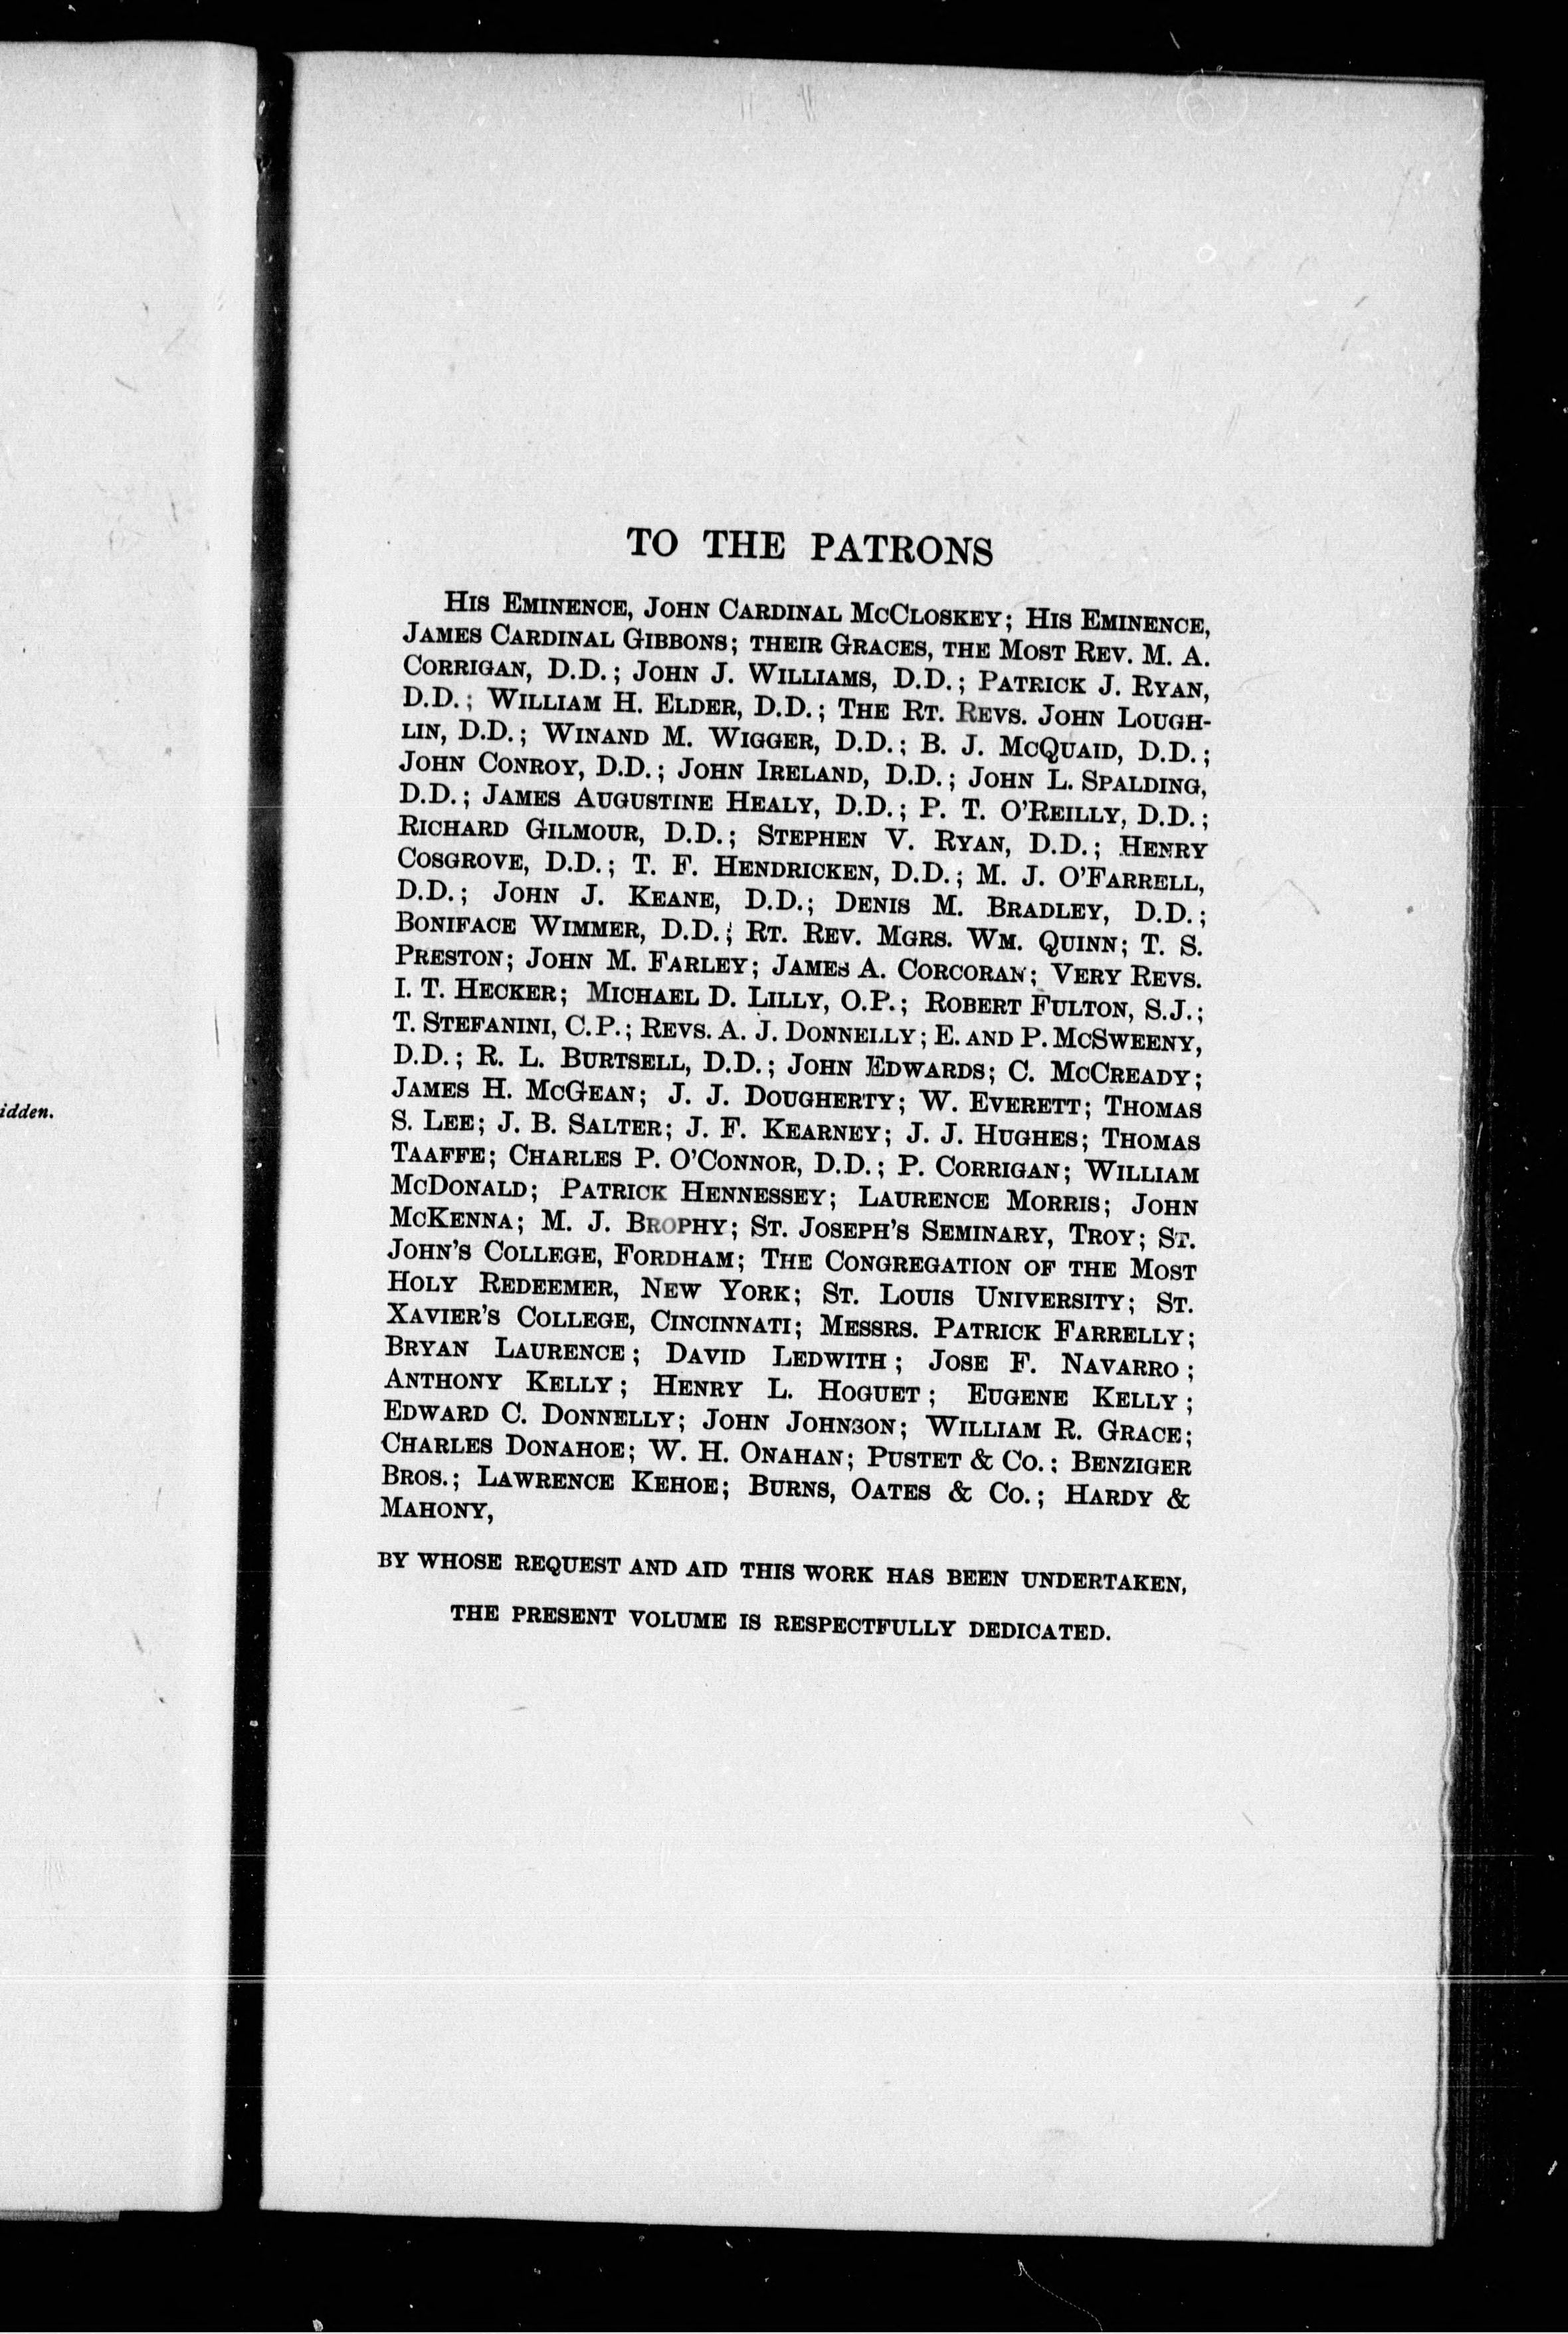 idden.
TO THE PATRONS
His Eminence, John Cardinal McCloskey; His Eminence,
James Cardinal Gibbons; their Graces, the Most Rev. M. A.
Corrigan, D.D.; John J. Williams, D.D.; Patrick J. Ryan,
D.D.; William H. Elder, D.D.; The Rt. Revs. John Lough-
lin, D.D.; Winand M. Wigger, D.D.; B. J. McQuaid, D.D.;
John Conroy, D.D.; John Ireland, D.D.; John L. Spalding,
D.D.; James Augustine Healy, D.D.; P. T. O'Reilly, D.D.;
Richard Gilmour, D.D.; Stephen V. Ryan, D.D.; Henry
Cosgrove, D.D.; T. F. Hendricken, D.D.; M. J. O'Farrell,
D.D.; John J. Keane, D.D.; Denis M. Bradley, D.D.;
Boniface Wimmer, D.D.; Rt. Rev. Mgrs. Wm. Quinn; T. S.
Preston; John M. Farley; James A. Corcoran; Very Revs.
I. T. Hecker; Michael D. Lilly, O.P.; Robert Fulton, S.J.;
T. Stefanini, C.P.; Revs. A. J. Donnelly; E. and P. McSweeny,
D.D.; R. L. Burtsell, D.D.; John Edwards; C. McCready;
James H. McGean; J. J. Dougherty; W. Everett; Thomas
S. Lee; J. B. Salter; J. F. Kearney; J. J. Hughes; Thomas
Taaffe; Charles P. O'Connor, D.D.; P. Corrigan; William
McDonald; Patrick Hennessey; Laurence Morris; John
McKenna; M. J. Brophy; St. Joseph's Seminary, Troy; St.
John's College, Fordham; The Congregation of the Most
Holy Redeemer, New York; St. Louis University; St.
Xavier's College, Cincinnati; Messrs. Patrick Farrelly;
Bryan Laurence; David Ledwith; Jose F. Navarro;
Anthony Kelly; Henry L. Hoguet; Eugene Kelly;
Edward C. Donnelly; John Johnson; William R. Grace;
Charles Donahoe; W. H. Onahan; Pustet & Co.; Benziger
Bros.; Lawrence Kehoe; Burns, Oates & Co.; Hardy &
Mahony,
BY WHOSE REQUEST AND AID THIS WORK HAS BEEN UNDERTAKEN,
THE PRESENT VOLUME IS RESPECTFULLY DEDICATED.